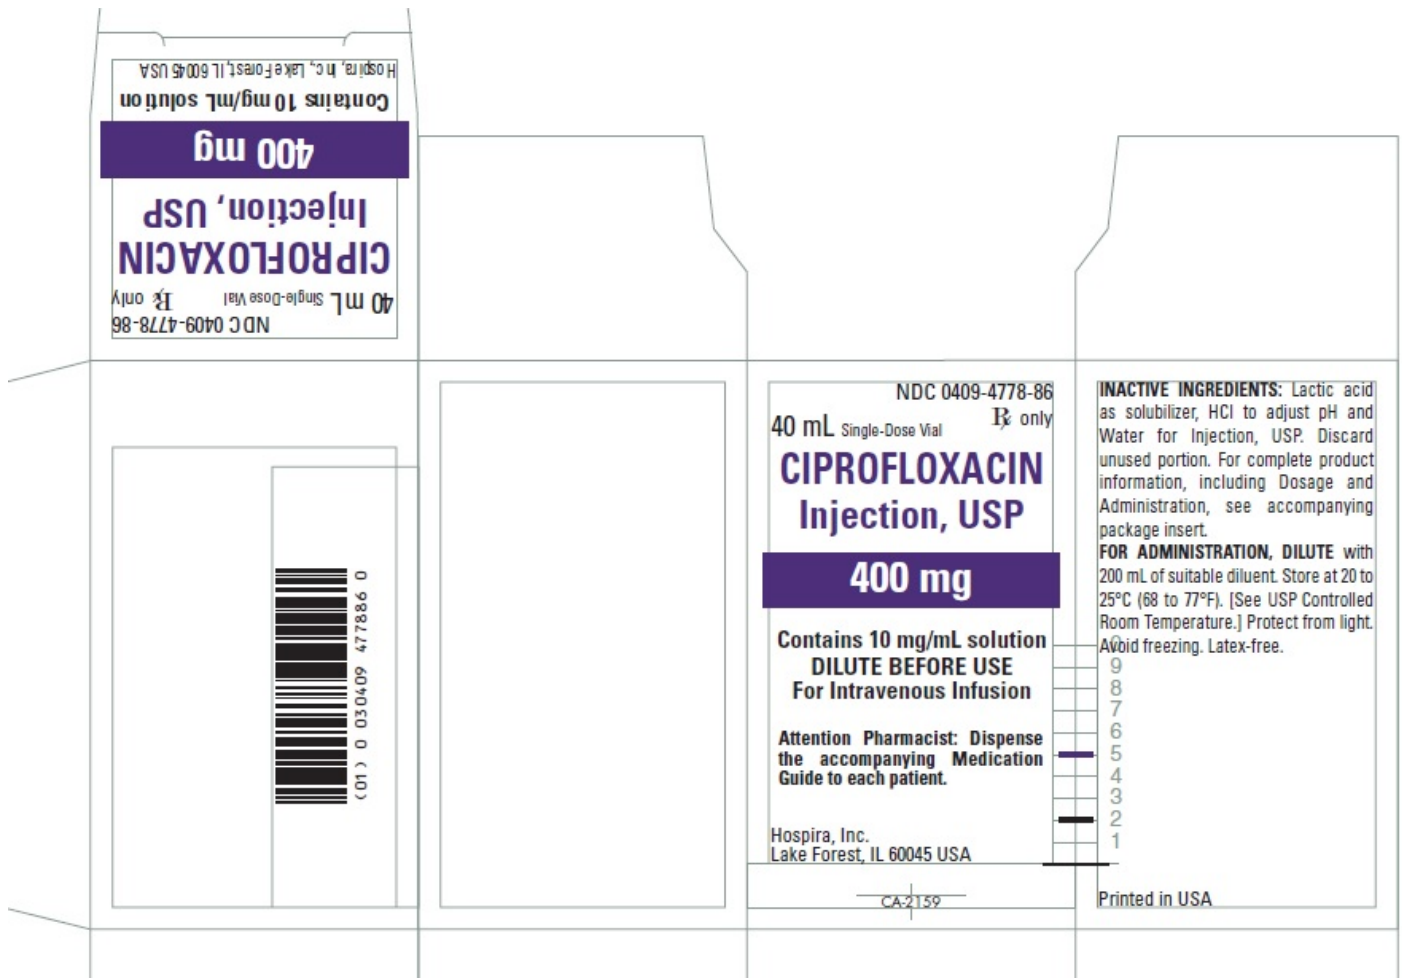 NDC 0409-4778-86
40 mL Single-Dose Vial ℞ only
CIPROFLOXACIN
Injection, USP
400 mg
Contains 10 mg/mL solution
Hospira, Inc., Lake Forest, IL 60045 USA
(01) 0 030409 477886 0
NDC 0409-4778-86
40 mL Single-Dose Vial ℞ only
CIPROFLOXACIN
Injection, USP
400 mg
Contains 10 mg/mL solution
DILUTE BEFORE USE
For Intravenous Infusion
Attention Pharmacist: Dispense
the accompanying Medication
Guide to each patient.
Hospira, Inc.
Lake Forest, IL 60045 USA
CA-2159
INACTIVE INGREDIENTS: Lactic acid
as solubilizer, HCl to adjust pH and
Water for Injection, USP. Discard
unused portion. For complete product
information, including Dosage and
Administration, see accompanying
package insert.
FOR ADMINISTRATION, DILUTE with
200 mL of suitable diluent. Store at 20 to
25°C (68 to 77°F). [See USP Controlled
Room Temperature.] Protect from light.
Avoid freezing. Latex-free.
0
9
8
7
6
5
4
3
2
1
Printed in USA